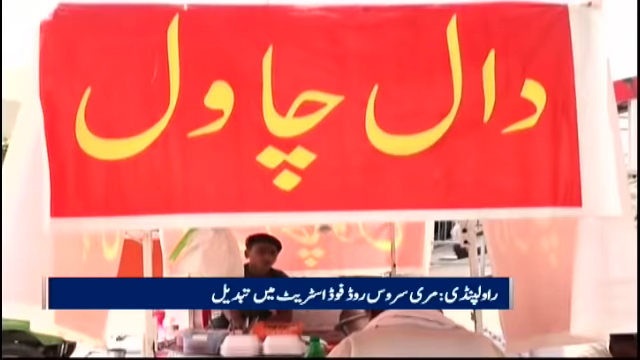 دال چاول
راولپنڈی: مری سروس روڈ فوڈ اسٹریٹ میں تبدیل